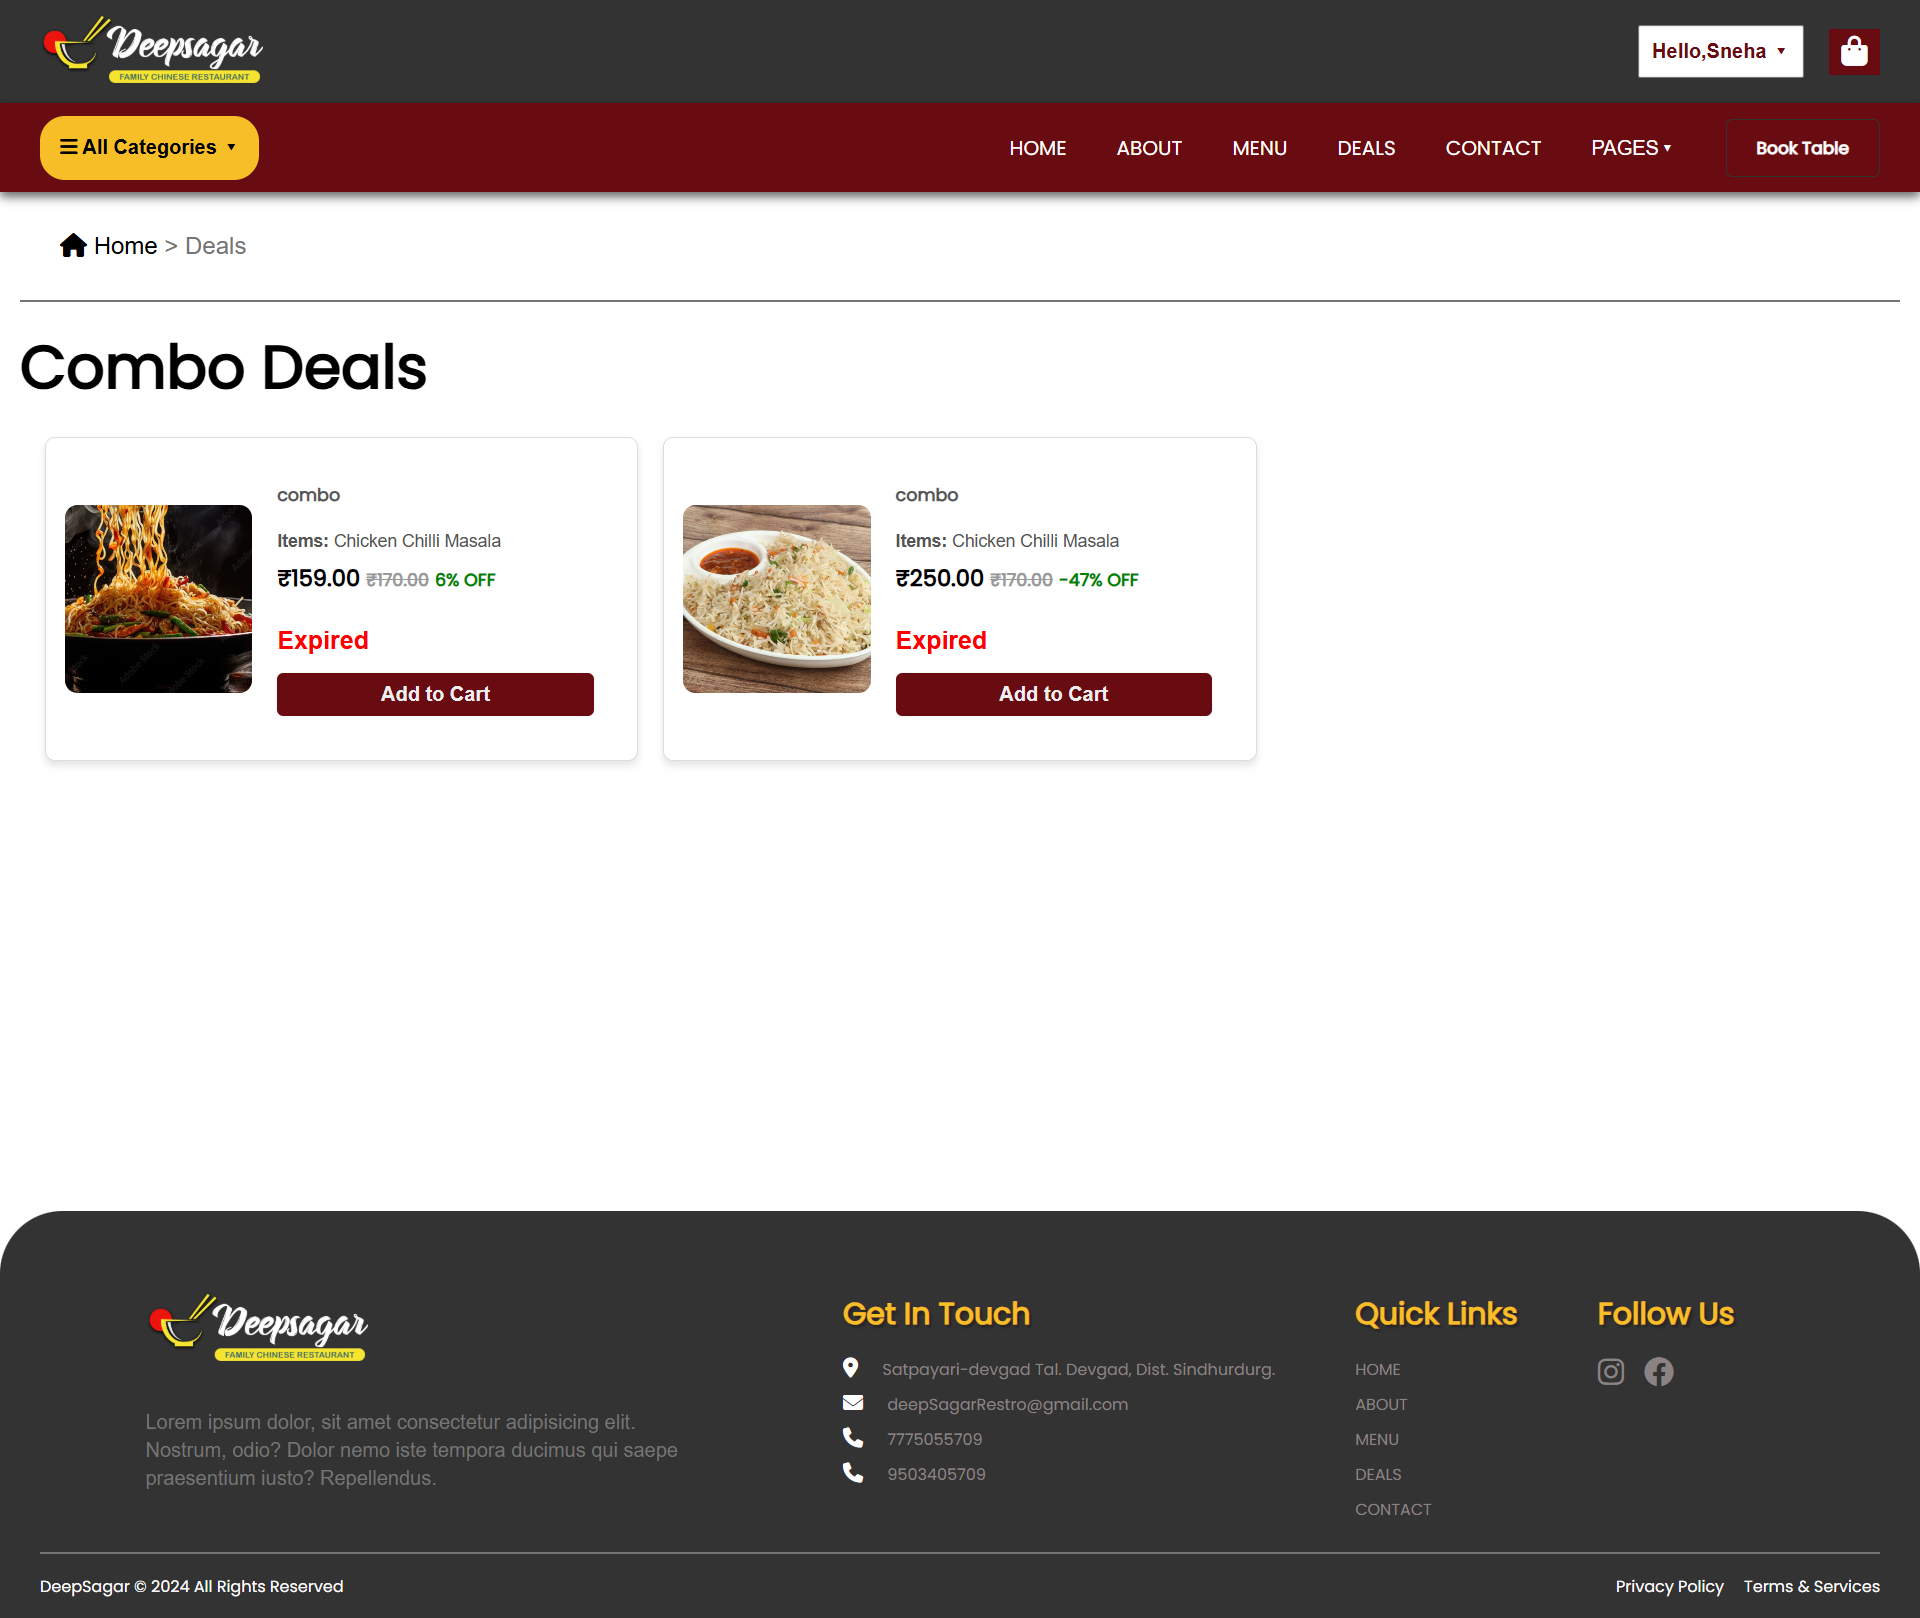 Deepsagar
FAMILY CHINESE RESTAURANT
Hello,Sneha ▼
All Categories ▼
HOME ABOUT MENU DEALS CONTACT PAGES ▾ Book Table
Home > Deals
Combo Deals
combo
Items: Chicken Chilli Masala
₹159.00 ₹170.00 6% OFF
Expired
Add to Cart
combo
Items: Chicken Chilli Masala
₹250.00 ₹170.00 -47% OFF
Expired
Add to Cart
Deepsagar
FAMILY CHINESE RESTAURANT
Lorem ipsum dolor, sit amet consectetur adipisicing elit.
Nostrum, odio? Dolor nemo iste tempora ducimus qui saepe
praesentium iusto? Repellendus.
Get In Touch
Satpayari-devgad Tal. Devgad, Dist. Sindhurdurg.
deepSagarRestro@gmail.com
7775055709
9503405709
Quick Links
HOME
ABOUT
MENU
DEALS
CONTACT
Follow Us
DeepSagar © 2024 All Rights Reserved
Privacy Policy Terms & Services